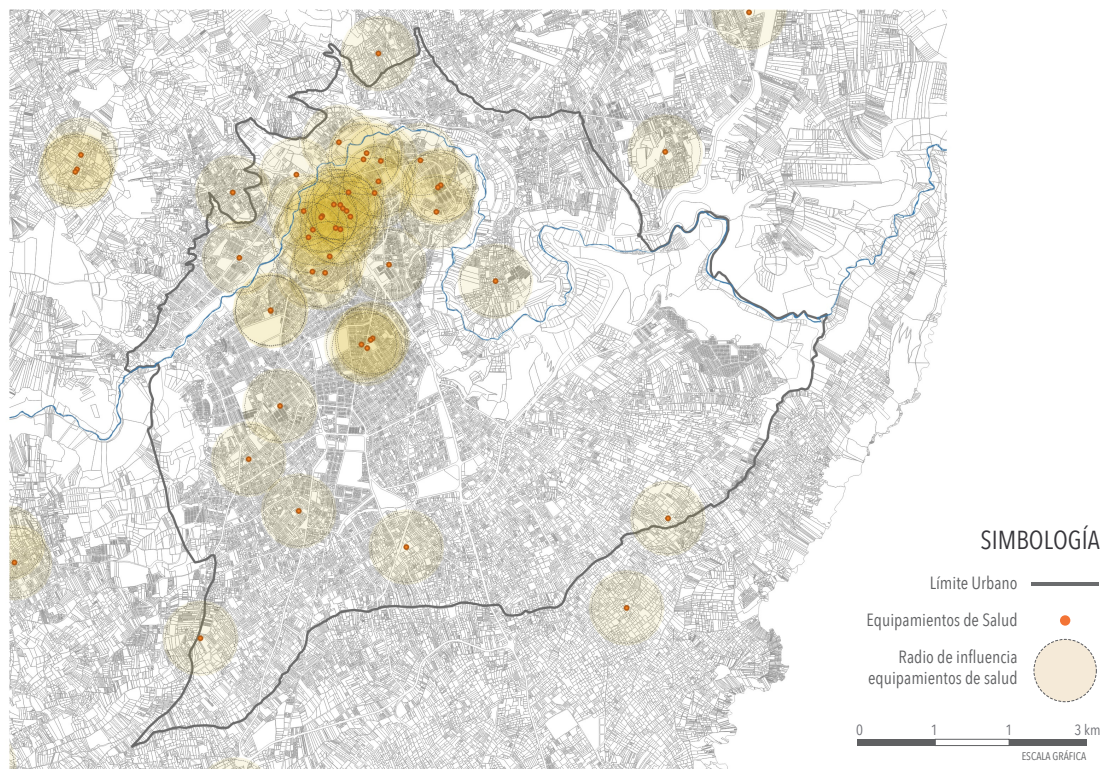 SIMBOLOGÍA
Límite Urbano
Equipamientos de Salud
Radio de influencia
equipamientos de salud
0 1 1 3 km
ESCALA GRÁFICA